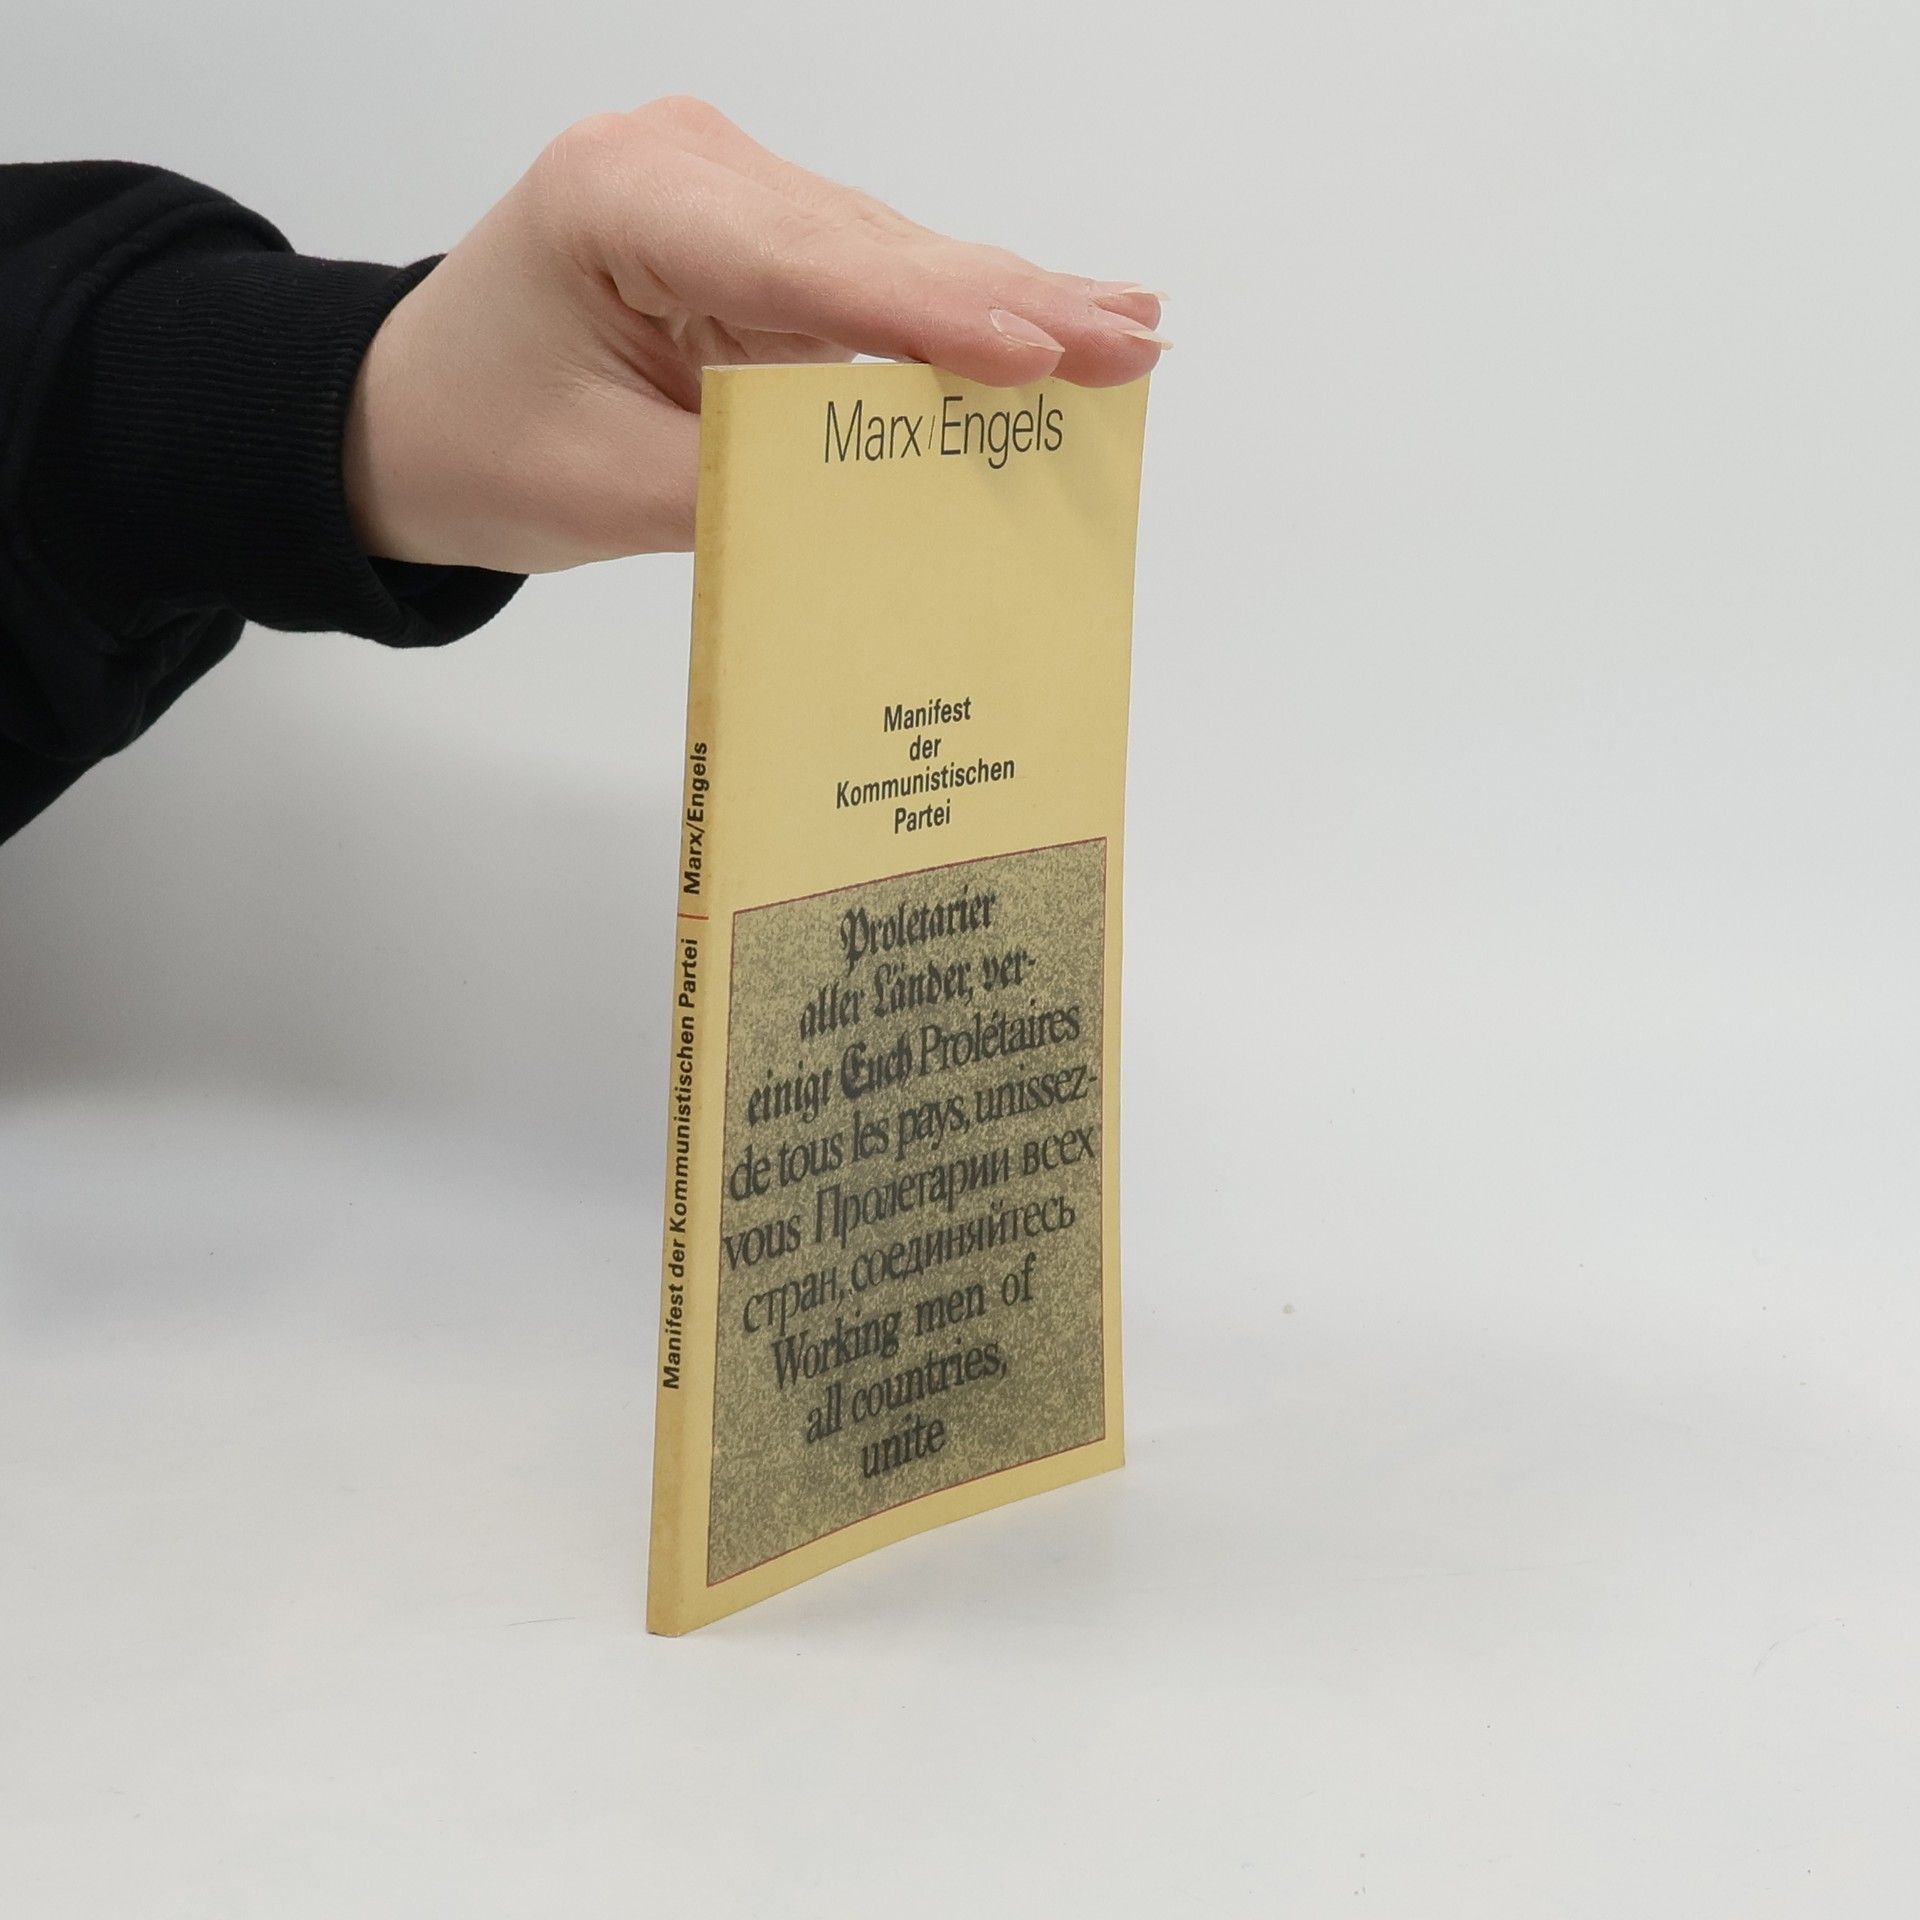 Marx/Engels
Manifest
der
Kommunistischen
Partei
Proletarier
aller Länder, ver-
einigt Euch Prolétaires
de tous les pays, unissez-
vous Пролетарии всех
стран, соединяйтесь
Working men of
all countries,
unite
Manifest der Kommunistischen Partei | Marx/Engels